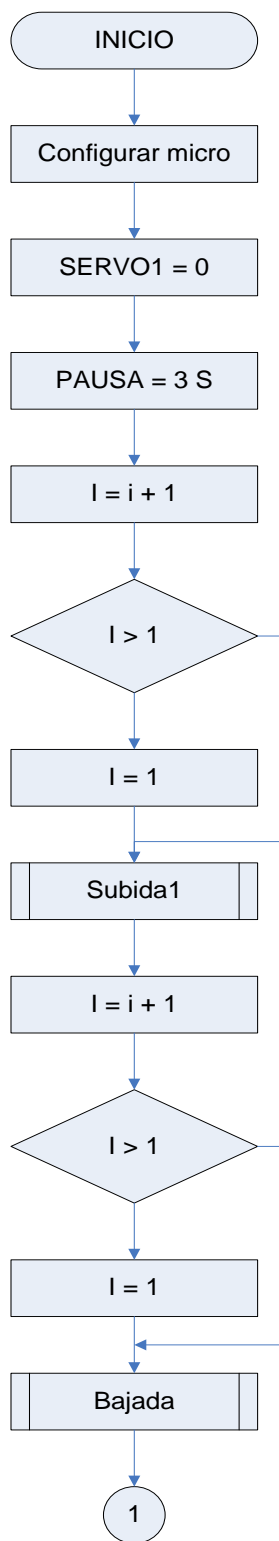 INICIO
Configurar micro
SERVO1 = 0
PAUSA = 3 S
I = i + 1
I > 1
I = 1
Subida1
I = i + 1
I > 1
I = 1
Bajada
1